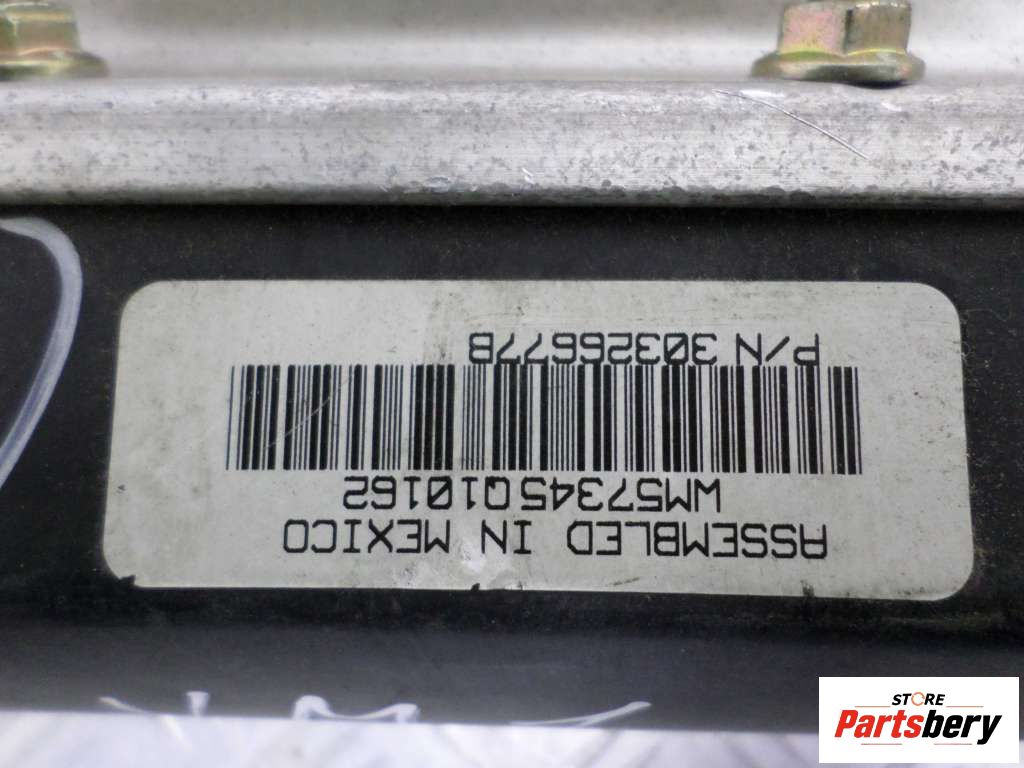 ASSEMBLED IN MEXICO
WM57345Q10162
P/N 30326677B
STORE
Partsbery